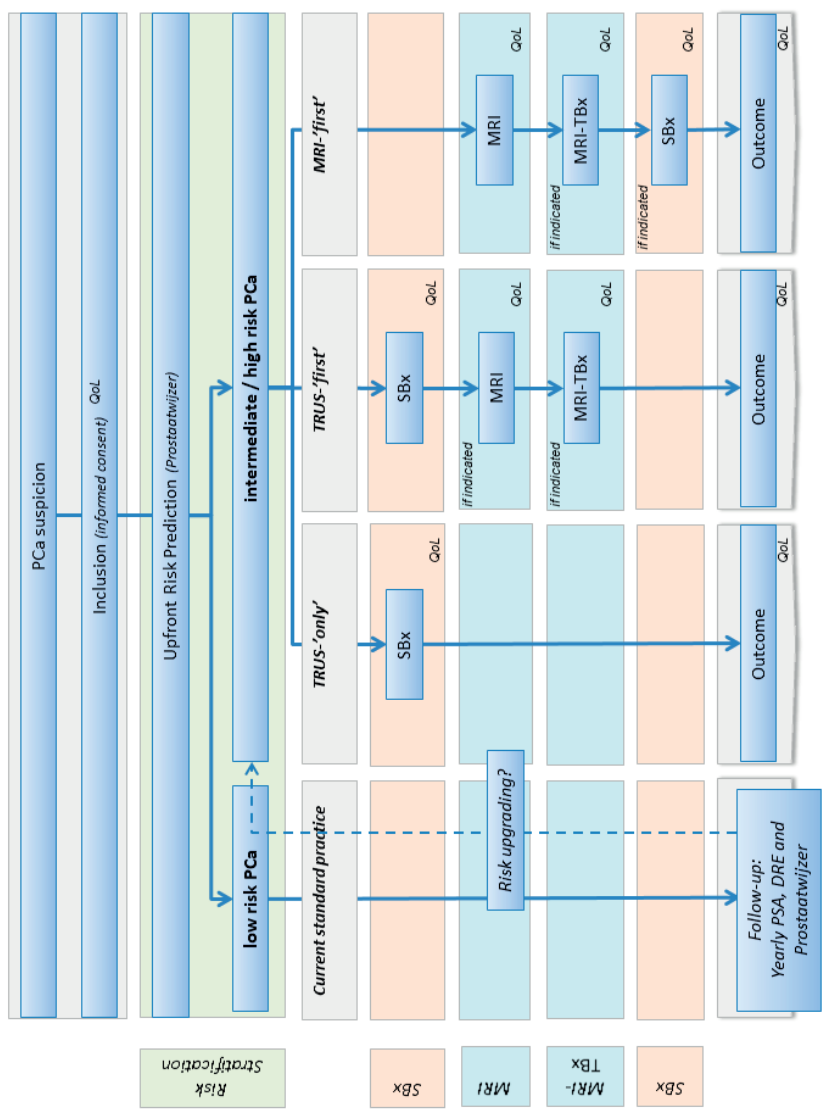 PCa suspicion
Inclusion (informed consent) QoL
Risk
Stratification
Upfront Risk Prediction (Prostaatwijzer)
low risk PCa
intermediate / high risk PCa
Current standard practice
TRUS-'only'
TRUS-'first'
MRI-'first'
SBx
SBx
QoL
SBx
QoL
MRI
Risk upgrading?
if indicated
MRI
QoL
MRI
QoL
MRI-
TBx
if indicated
MRI-TBx
QoL
if indicated
MRI-TBx
QoL
SBx
if indicated
SBx
QoL
Follow-up:
Yearly PSA, DRE and
Prostaatwijzer
Outcome
QoL
Outcome
QoL
Outcome
QoL